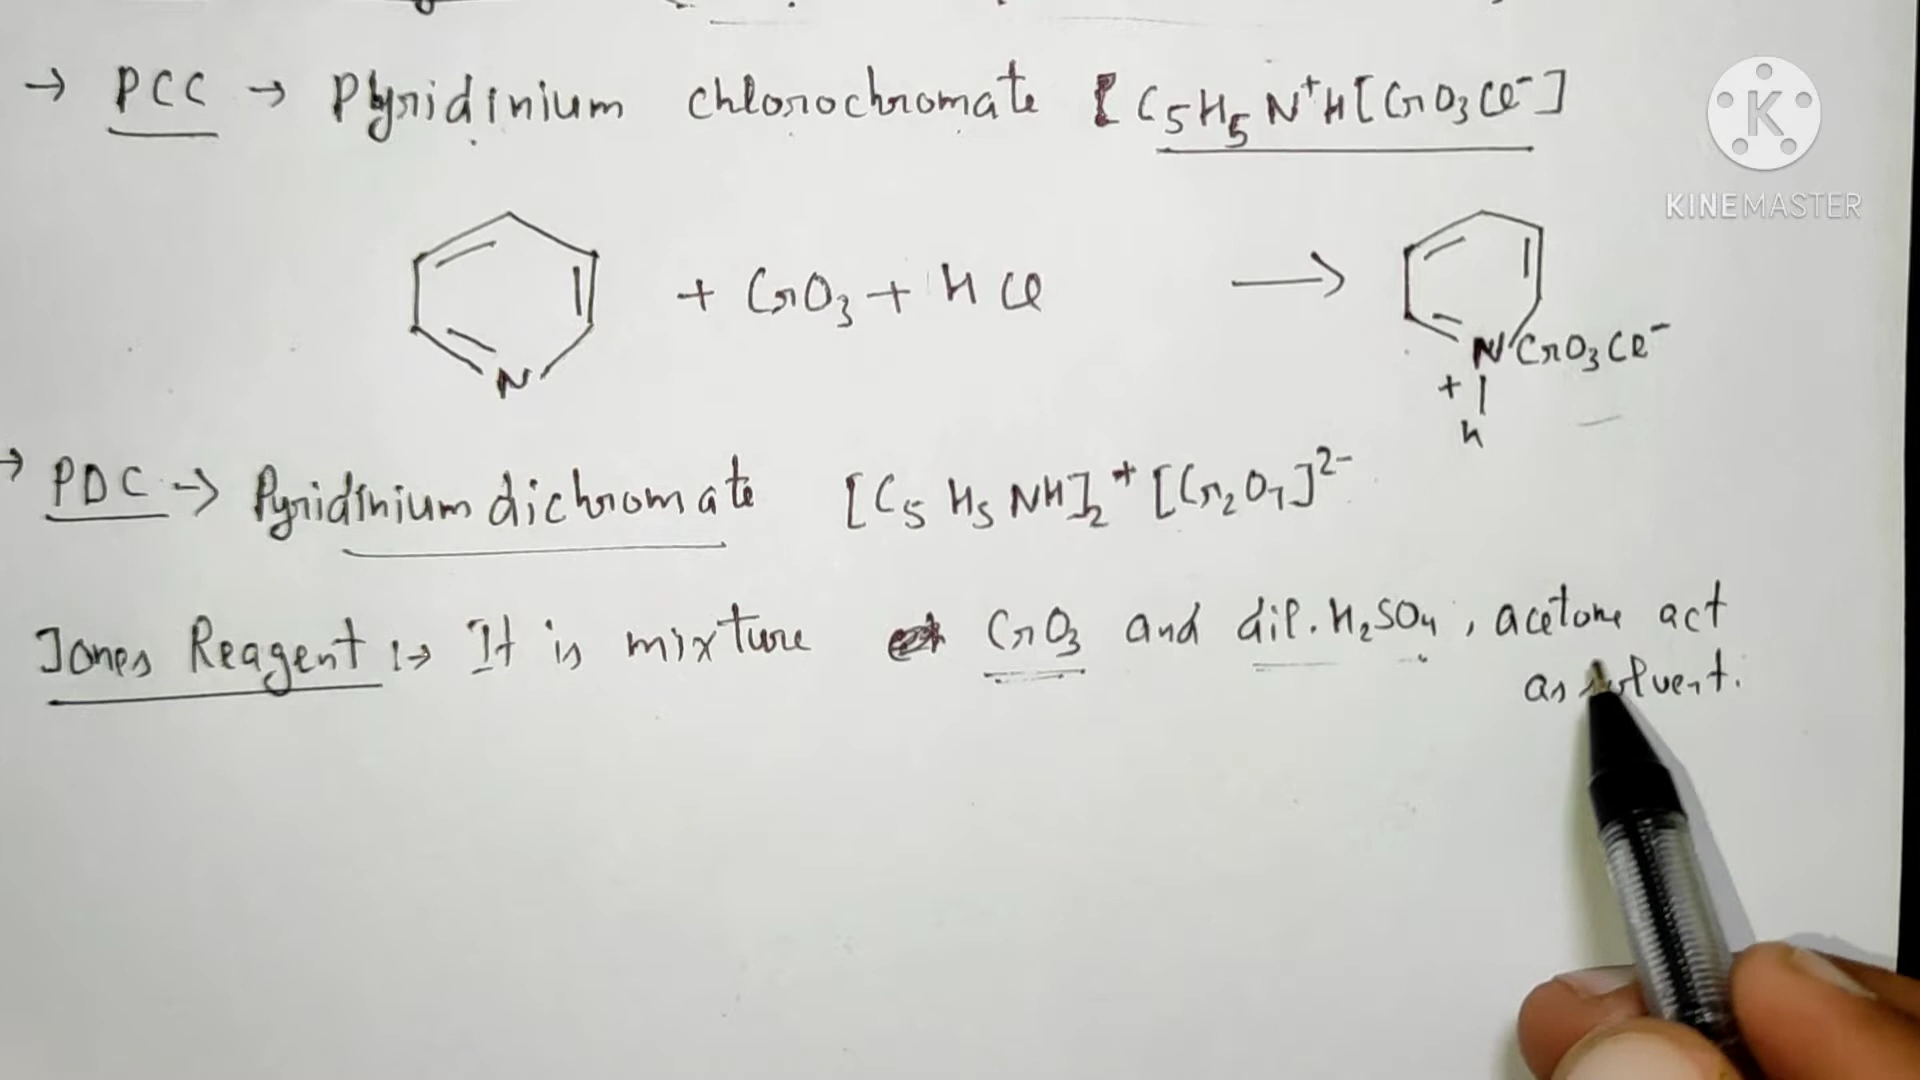 → PCC → Pyridinium chlorochromate [C5H5N+H[CrO3Cl-]
KINEMASTER
N + CrO3 + HCl ⟶ N CrO3Cl-
+
H
→ PDC → Pyridinium dichromate [C5H5NH]2+ [Cr2O7]2-
Jones Reagent :→ It is mixture of CrO3 and dil. H2SO4, acetone act
as solvent.